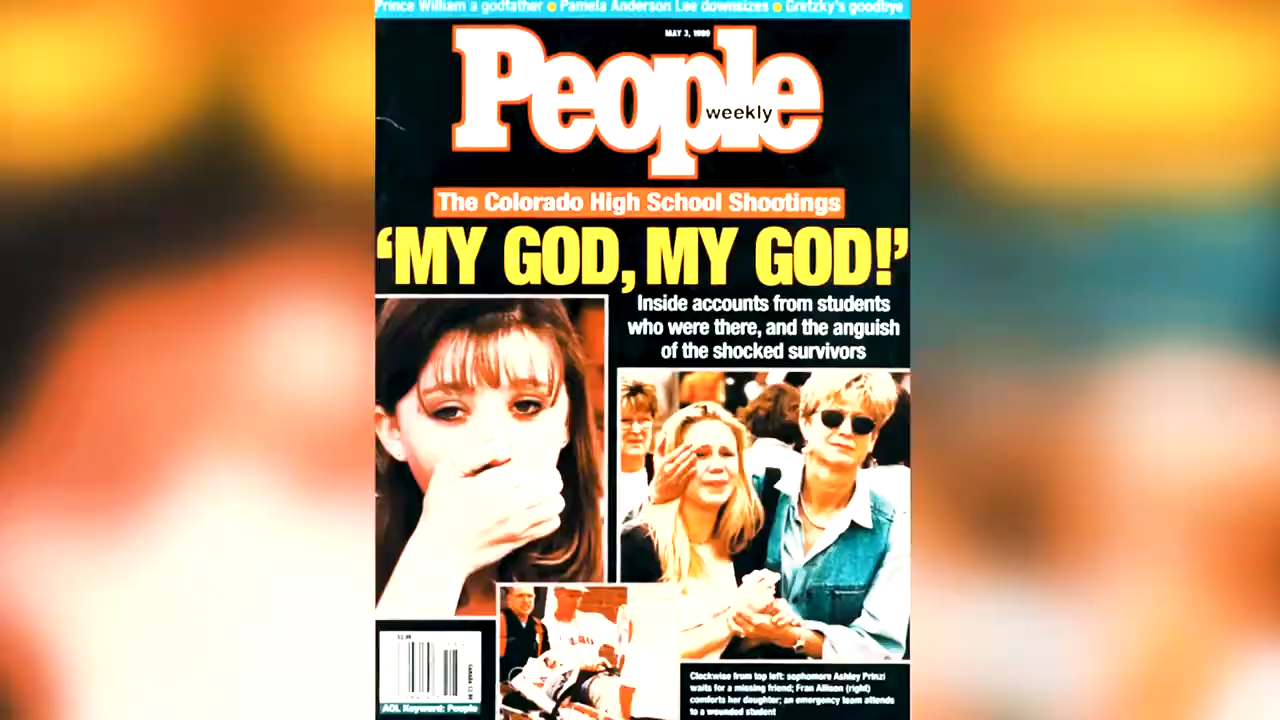 Prince William a godfather • Pamela Anderson Lee downsizes • Gretzky's goodbye
MAY 3, 1999
People
weekly
The Colorado High School Shootings
‘MY GOD, MY GOD!’
Inside accounts from students
who were there, and the anguish
of the shocked survivors
Clockwise from top left: sophomore Ashley Prinzi
waits for a missing friend; Fran Allison (right)
comforts her daughter; an emergency team attends
to a wounded student
AOL Keyword: People